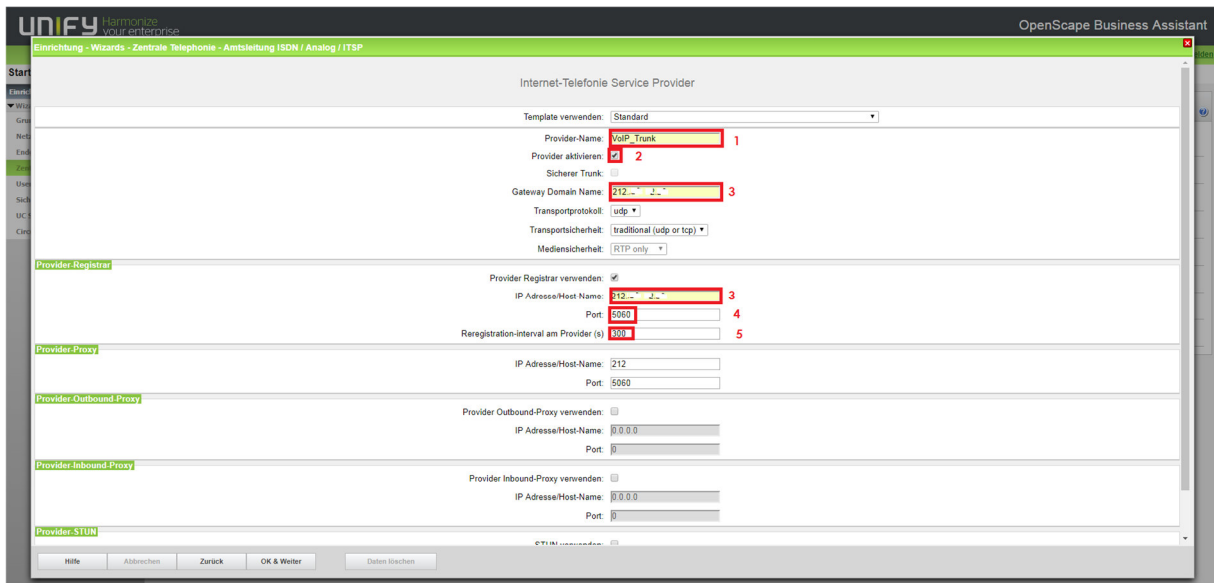 UNIFY Harmonize your enterprise
OpenScape Business Assistant
Einrichtung - Wizards - Zentrale Telephonie - Amtsleitung ISDN / Analog / ITSP
Start
Internet-Telefonie Service Provider
Template verwenden: Standard
Provider-Name: VoIP_Trunk 1
Provider aktivieren: 2
Sicherer Trunk:
Gateway Domain Name: 212. 3
Transportprotokoll: udp
Transportsicherheit: traditional (udp or tcp)
Mediensicherheit: RTP only
Provider-Registrar
Provider Registrar verwenden:
IP Adresse/Host-Name: 212. 3
Port: 5060 4
Reregistration-interval am Provider (s) 300 5
Provider-Proxy
IP Adresse/Host-Name: 212
Port: 5060
Provider-Outbound-Proxy
Provider Outbound-Proxy verwenden:
IP Adresse/Host-Name: 0.0.0.0
Port: 0
Provider-Inbound-Proxy
Provider Inbound-Proxy verwenden:
IP Adresse/Host-Name: 0.0.0.0
Port: 0
Provider-STUN
STUN verwenden:
Hilfe Abbrechen Zurück OK & Weiter Daten löschen